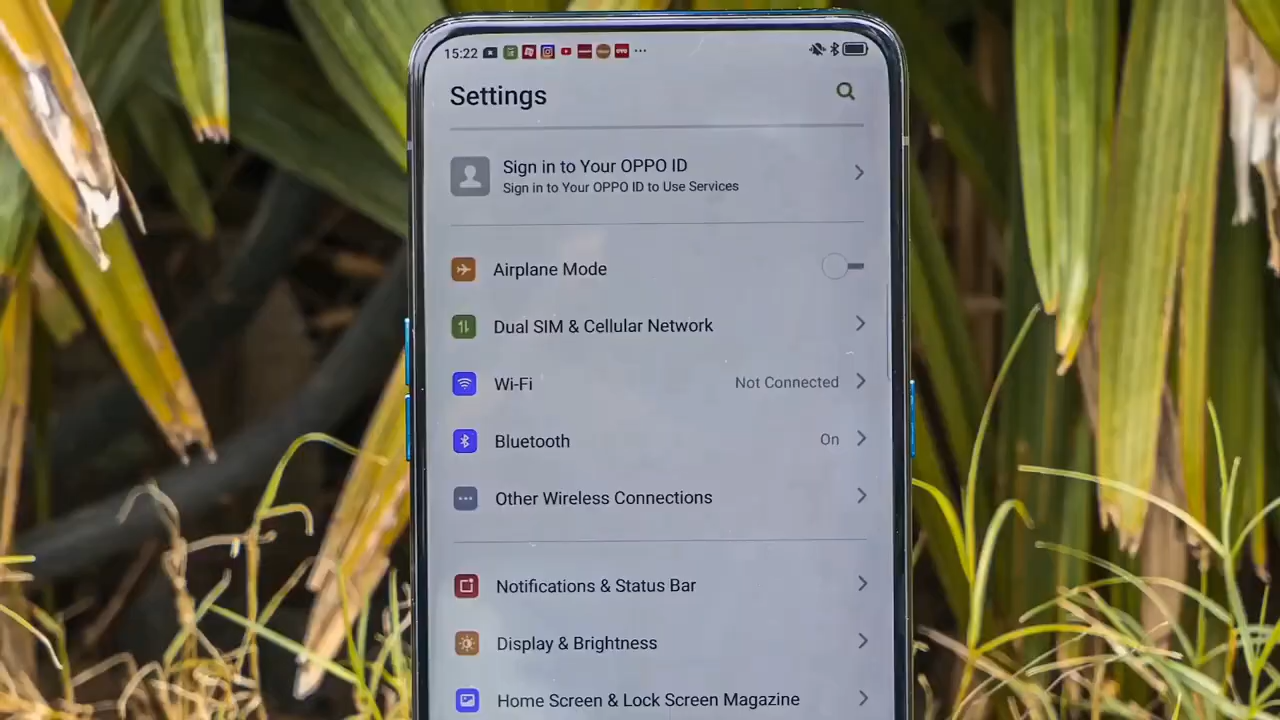 15:22
Settings
Sign in to Your OPPO ID
Sign in to Your OPPO ID to Use Services
Airplane Mode
Dual SIM & Cellular Network
Wi-Fi Not Connected
Bluetooth On
Other Wireless Connections
Notifications & Status Bar
Display & Brightness
Home Screen & Lock Screen Magazine